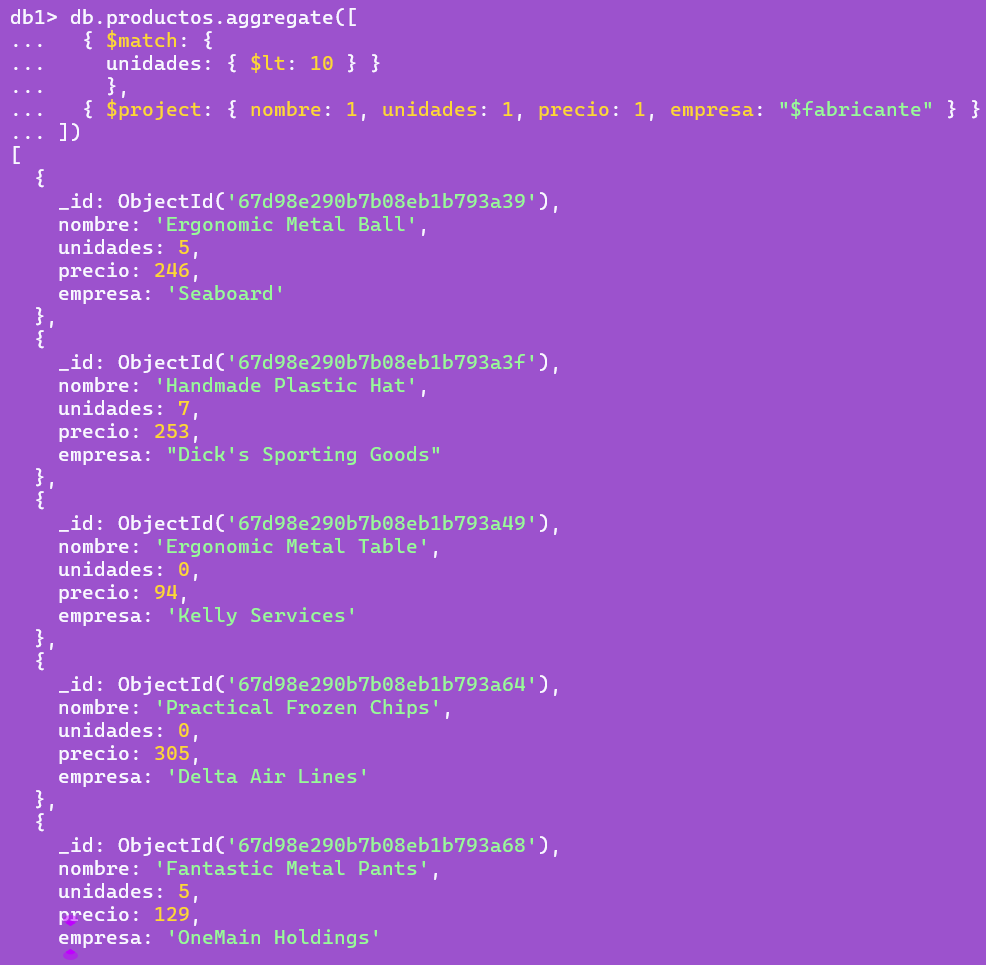 db1> db.productos.aggregate([
...   { $match: {
...     unidades: { $lt: 10 } }
...     },
...   { $project: { nombre: 1, unidades: 1, precio: 1, empresa: "$fabricante" } }
... ])
[
  {
    _id: ObjectId('67d98e290b7b08eb1b793a39'),
    nombre: 'Ergonomic Metal Ball',
    unidades: 5,
    precio: 246,
    empresa: 'Seaboard'
  },
  {
    _id: ObjectId('67d98e290b7b08eb1b793a3f'),
    nombre: 'Handmade Plastic Hat',
    unidades: 7,
    precio: 253,
    empresa: "Dick's Sporting Goods"
  },
  {
    _id: ObjectId('67d98e290b7b08eb1b793a49'),
    nombre: 'Ergonomic Metal Table',
    unidades: 0,
    precio: 94,
    empresa: 'Kelly Services'
  },
  {
    _id: ObjectId('67d98e290b7b08eb1b793a64'),
    nombre: 'Practical Frozen Chips',
    unidades: 0,
    precio: 305,
    empresa: 'Delta Air Lines'
  },
  {
    _id: ObjectId('67d98e290b7b08eb1b793a68'),
    nombre: 'Fantastic Metal Pants',
    unidades: 5,
    precio: 129,
    empresa: 'OneMain Holdings'